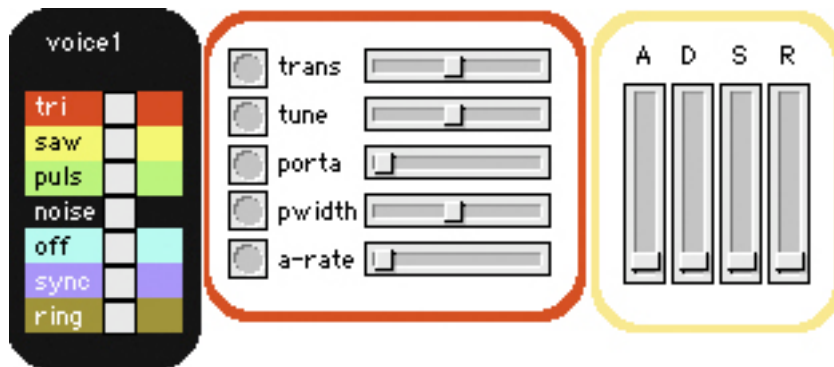 voice1
tri
saw
puls
noise
off
sync
ring
trans
tune
porta
pwidth
a-rate
A D S R